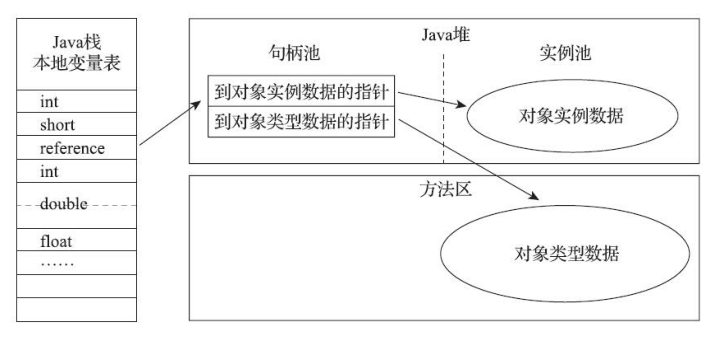 Java栈
本地变量表
int
short
reference
int
double
float
……
Java堆
句柄池
实例池
到对象实例数据的指针
到对象类型数据的指针
对象实例数据
方法区
对象类型数据